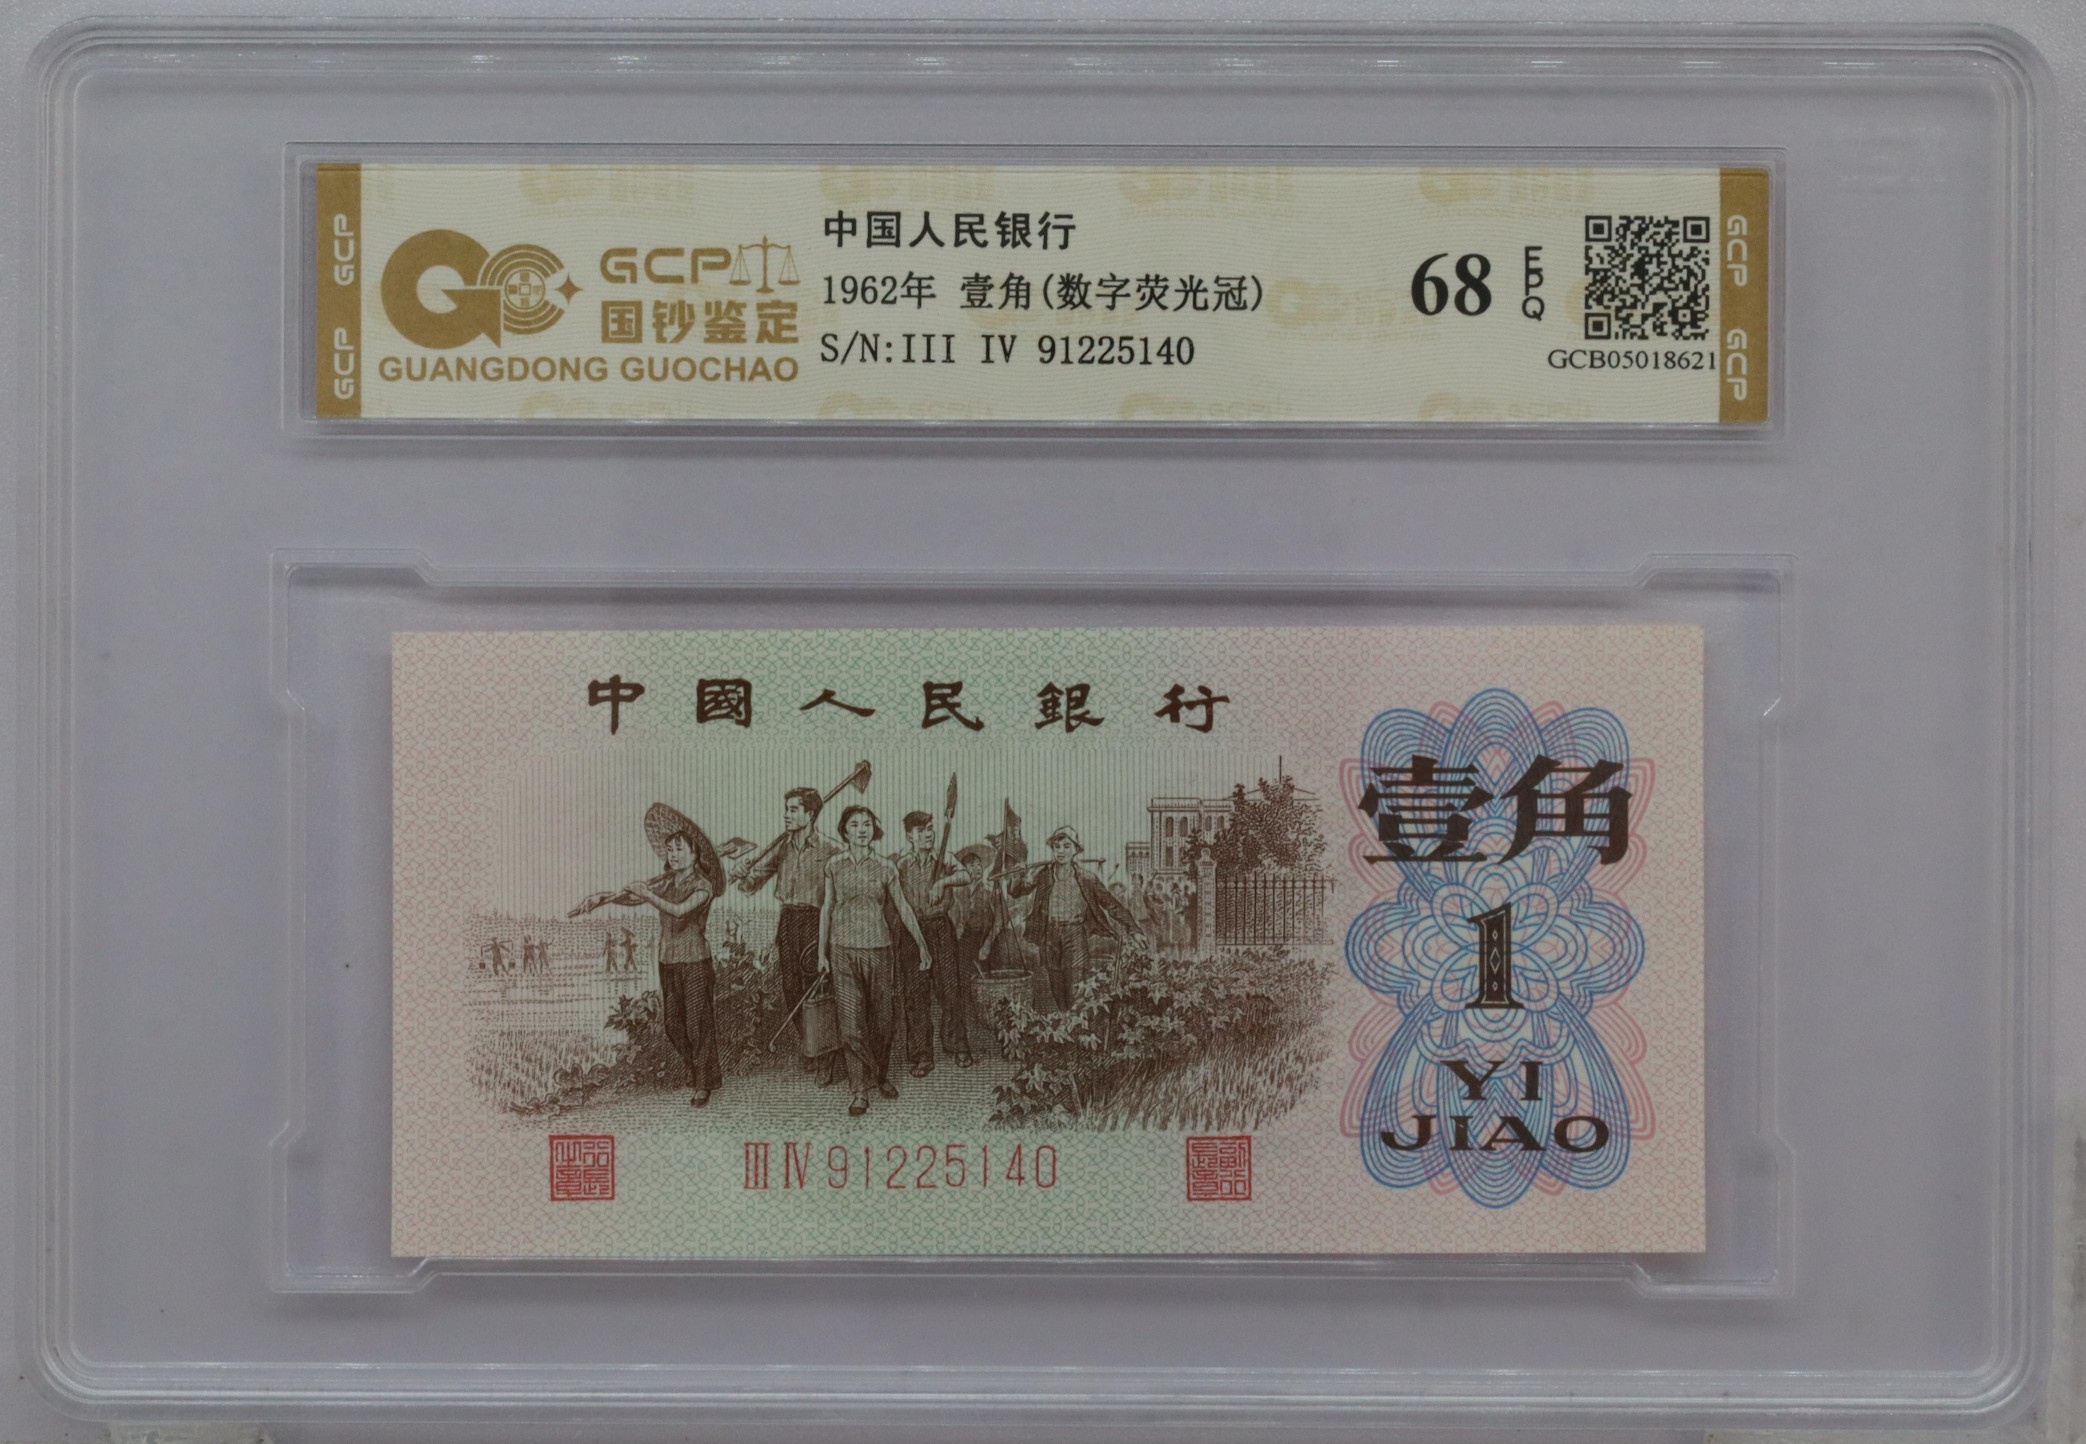 GCP
国钞鉴定
GUANGDONG GUOCHAO
中国人民银行
1962年 壹角(数字荧光冠)
S/N:III IV 91225140
68
EPQ
GCB05018621
GCP GCP
GCP GCP
中國人民銀行
壹角
1
YI
JIAO
III IV 91225140